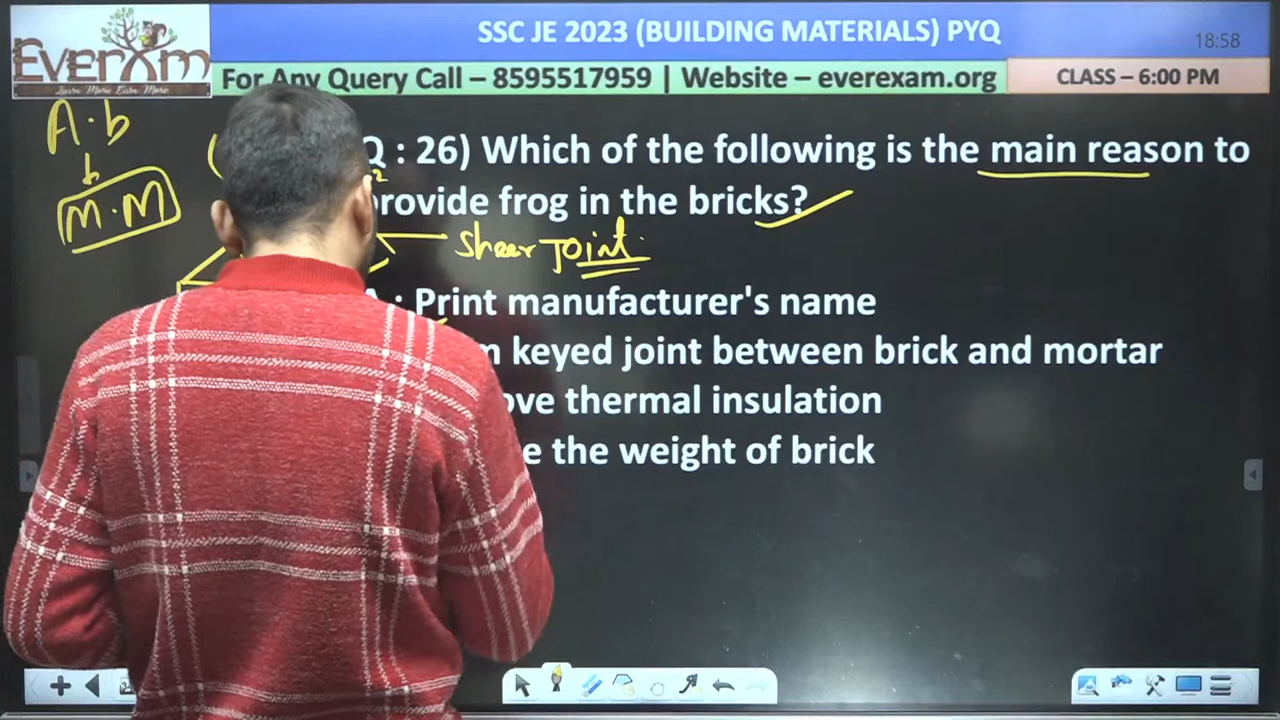 SSC JE 2023 (BUILDING MATERIALS) PYQ
18:58
EverExam
Learn More Earn More
For Any Query Call – 8595517959 | Website – everexam.org
CLASS – 6:00 PM
A.b
M.M
Q : 26) Which of the following is the main reason to
provide frog in the bricks?
Shear Joint
A : Print manufacturer's name
keyed joint between brick and mortar
thermal insulation
the weight of brick